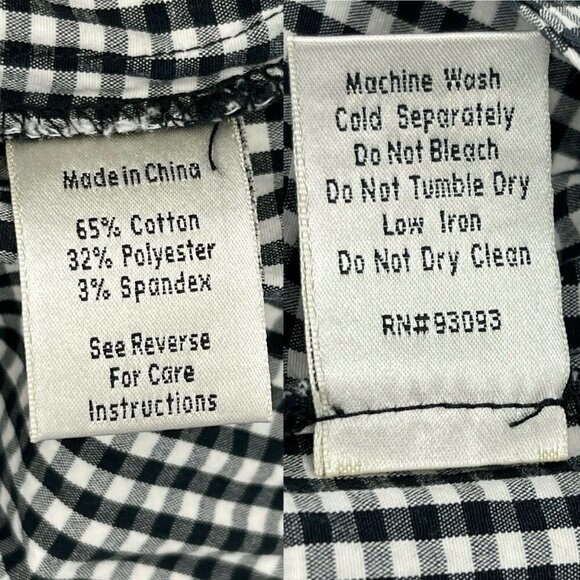 Made in China
65% Cotton
32% Polyester
3% Spandex
See Reverse
For Care
Instructions
Machine Wash
Cold Separately
Do Not Bleach
Do Not Tumble Dry
Low Iron
Do Not Dry Clean
RN#93093